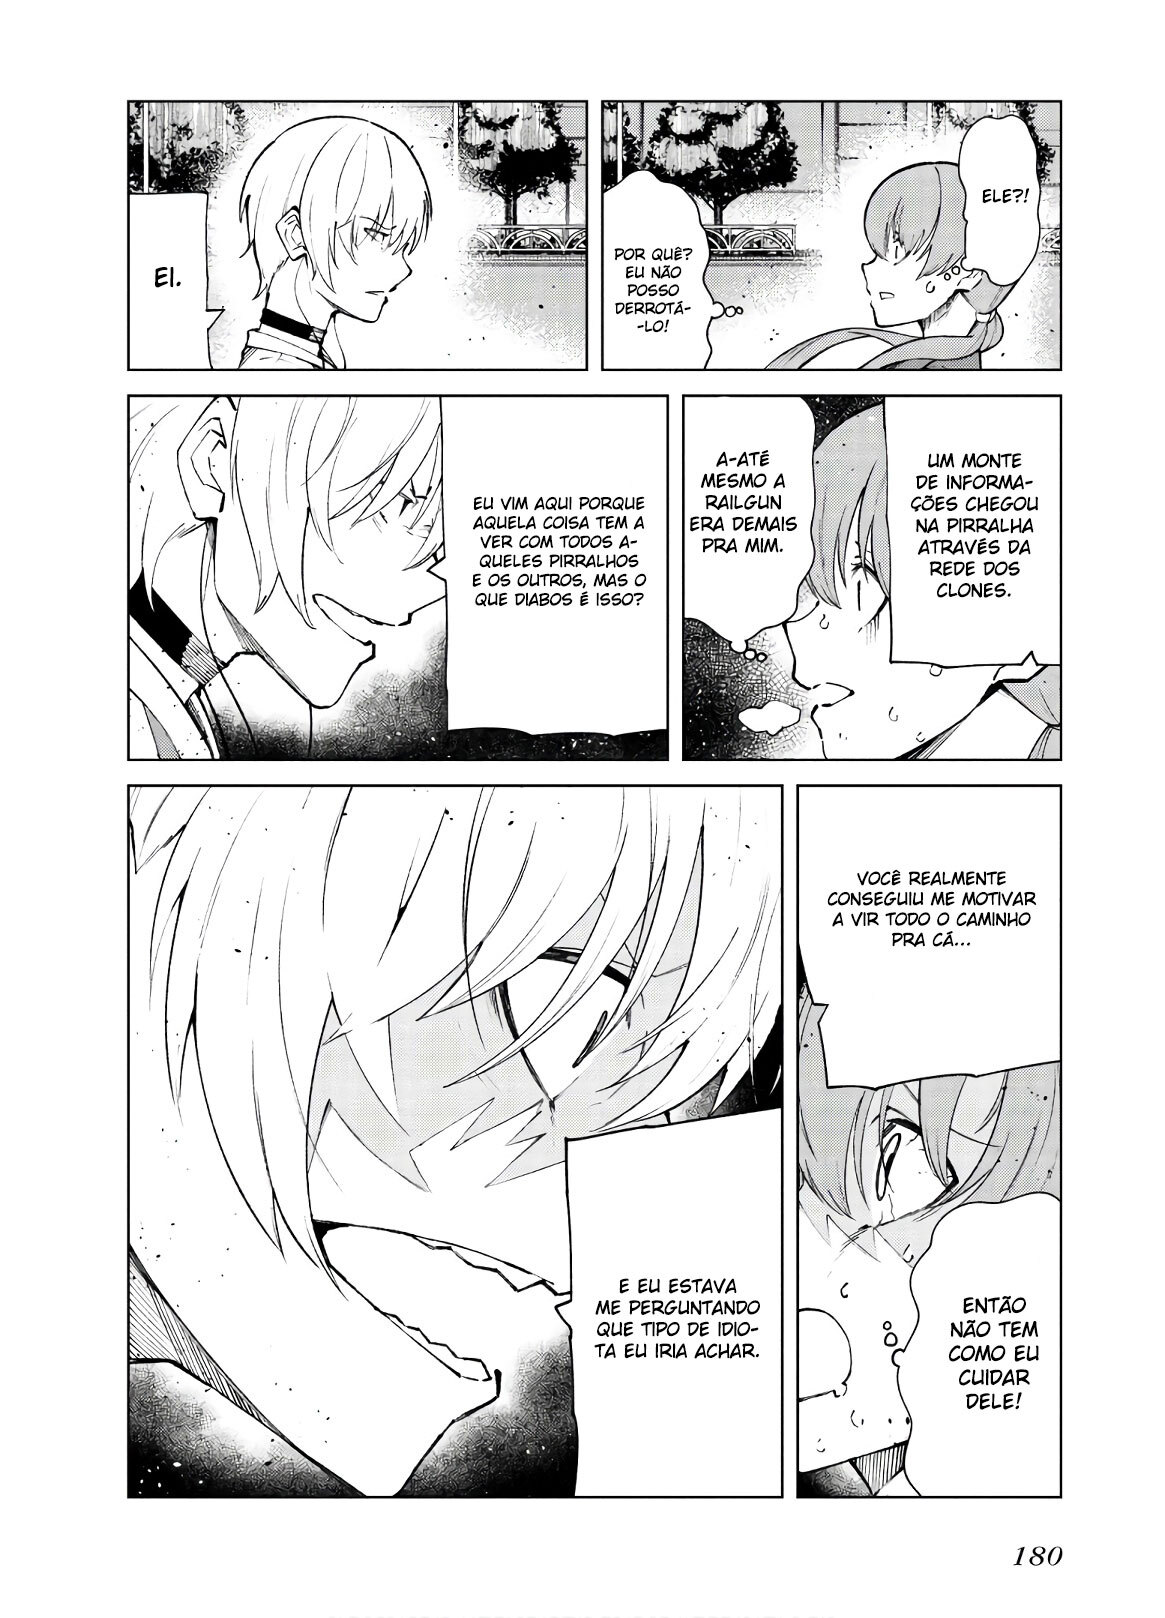 ELE?!
POR QUÊ?
EU NÃO
POSSO
DERROTÁ-
-LO!
EI.
UM MONTE
DE INFORMA-
ÇÕES CHEGOU
NA PIRRALHA
ATRAVÉS DA
REDE DOS
CLONES.
A-ATÉ
MESMO A
RAILGUN
ERA DEMAIS
PRA MIM.
EU VIM AQUI PORQUE
AQUELA COISA TEM A
VER COM TODOS A-
QUELES PIRRALHOS
E OS OUTROS, MAS O
QUE DIABOS É ISSO?
VOCÊ REALMENTE
CONSEGUIU ME MOTIVAR
A VIR TODO O CAMINHO
PRA CÁ...
ENTÃO
NÃO TEM
COMO EU
CUIDAR
DELE!
E EU ESTAVA
ME PERGUNTANDO
QUE TIPO DE IDIO-
TA EU IRIA ACHAR.
180